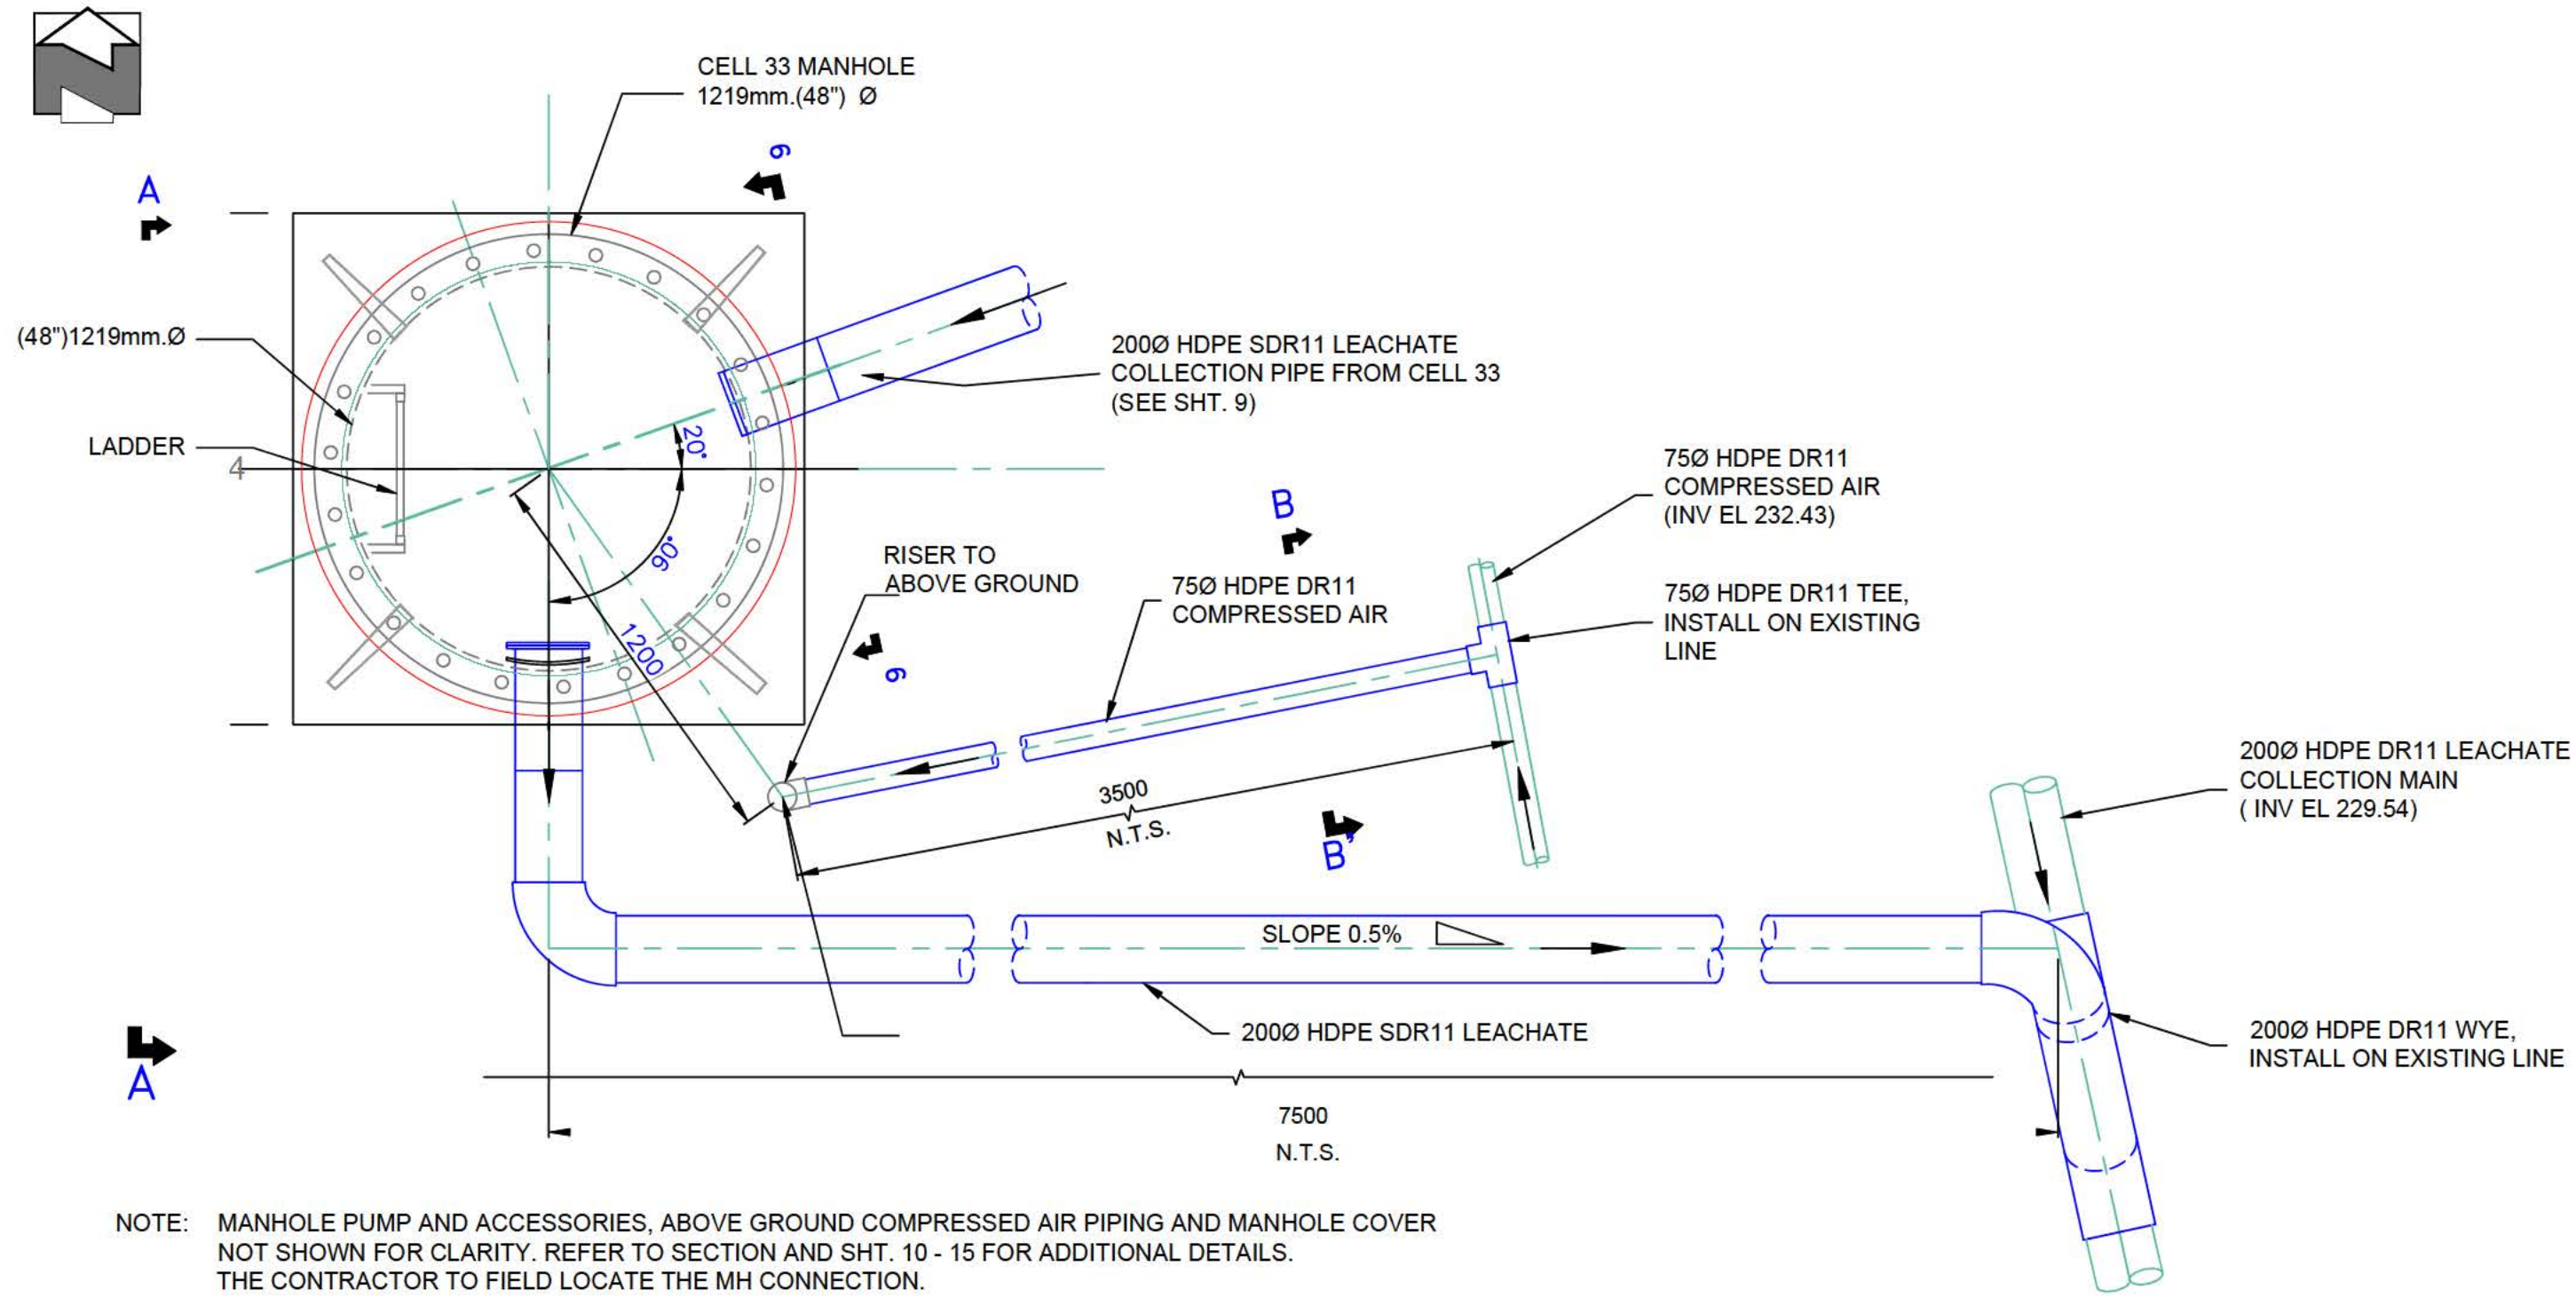 CELL 33 MANHOLE
1219mm.(48") Ø
6
A
(48")1219mm.Ø
200Ø HDPE SDR11 LEACHATE
COLLECTION PIPE FROM CELL 33
(SEE SHT. 9)
20°
LADDER
4
75Ø HDPE DR11
COMPRESSED AIR
(INV EL 232.43)
B
90°
RISER TO
ABOVE GROUND
75Ø HDPE DR11
COMPRESSED AIR
75Ø HDPE DR11 TEE,
INSTALL ON EXISTING
LINE
1200
6
3500
N.T.S.
B'
200Ø HDPE DR11 LEACHATE
COLLECTION MAIN
( INV EL 229.54)
SLOPE 0.5%
200Ø HDPE SDR11 LEACHATE
200Ø HDPE DR11 WYE,
INSTALL ON EXISTING LINE
A
7500
N.T.S.
NOTE: MANHOLE PUMP AND ACCESSORIES, ABOVE GROUND COMPRESSED AIR PIPING AND MANHOLE COVER
NOT SHOWN FOR CLARITY. REFER TO SECTION AND SHT. 10 - 15 FOR ADDITIONAL DETAILS.
THE CONTRACTOR TO FIELD LOCATE THE MH CONNECTION.